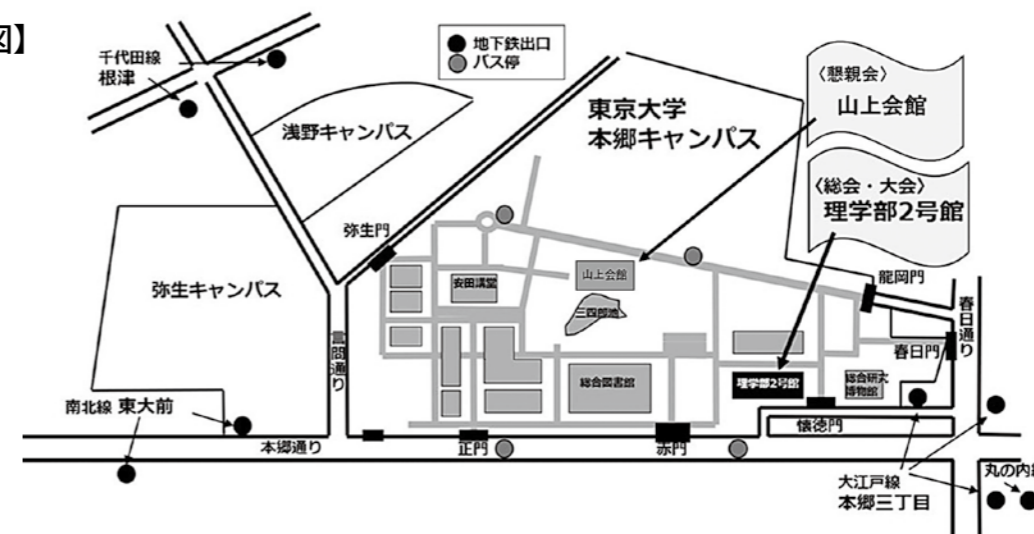 図】
千代田線
根津
地下鉄出口
バス停
〈懇親会〉
山上会館
東京大学
本郷キャンパス
浅野キャンパス
〈総会・大会〉
理学部2号館
弥生門
山上会館
安田講堂
龍岡門
弥生キャンパス
三四郎池
春日通り
言問通り
春日門
総合図書館
理学部2号館
総合研究
博物館
南北線 東大前
懐徳門
本郷通り
正門
赤門
大江戸線
本郷三丁目
丸の内線